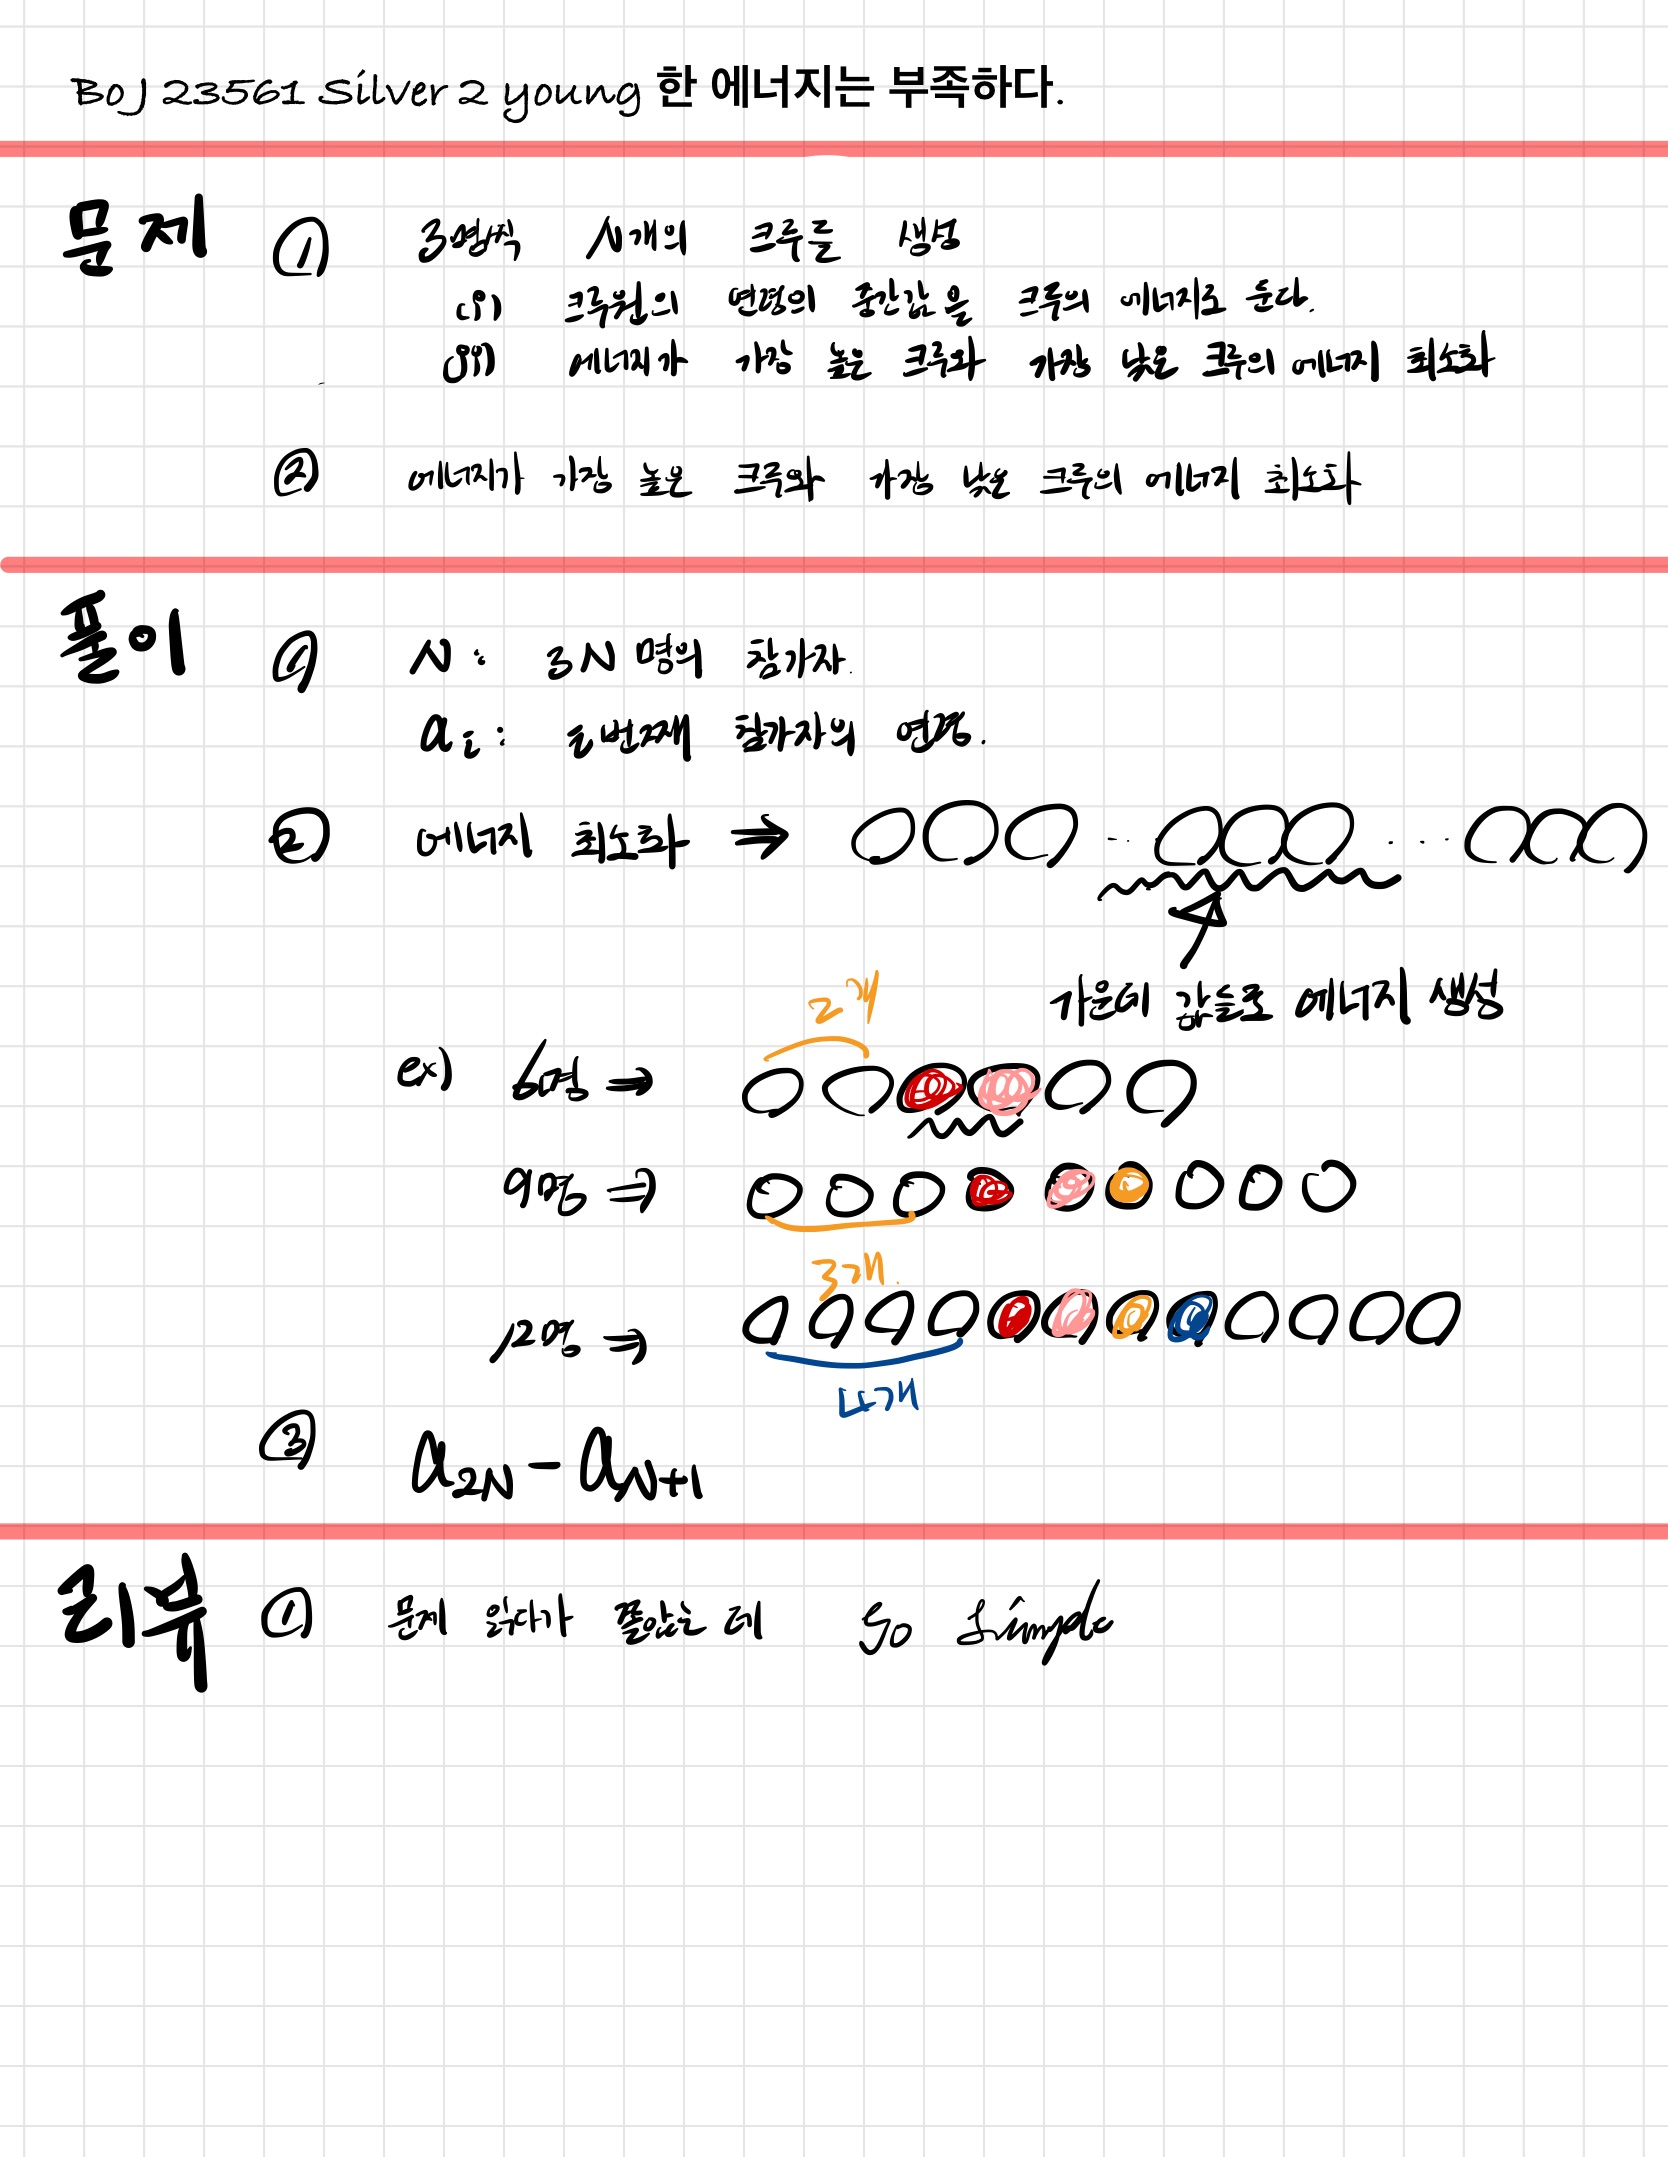 BoJ 23561 Silver 2 young 한 에너지는 부족하다.
문제 ① 3명씩 N개의 크루를 생성
(i) 크루원의 연령의 중간값을 크루의 에너지로 둔다.
(ii) 에너지가 가장 높은 크루와 가장 낮은 크루의 에너지 최소화
② 에너지가 가장 높은 크루와 가장 낮은 크루의 에너지 최소화
풀이 ① N : 3N명의 참가자.
ai : i번째 참가자의 연령.
② 에너지 최소화 → ... ...
가운데 값들로 에너지 생성
2개
ex) 6명 ⇒
9명 ⇒
3개.
12명 ⇒
4개
③ a2N - aN+1
리뷰 ① 문제 읽다가 쫄았는데 So simple